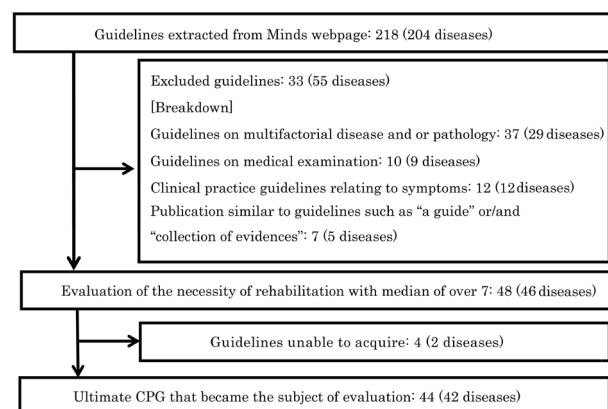 Guidelines extracted from Minds webpage: 218 (204 diseases)
Excluded guidelines: 33 (55 diseases)
[Breakdown]
Guidelines on multifactorial disease and or pathology: 37 (29 diseases)
Guidelines on medical examination: 10 (9 diseases)
Clinical practice guidelines relating to symptoms: 12 (12diseases)
Publication similar to guidelines such as “a guide” or/and
“collection of evidences”: 7 (5 diseases)
Evaluation of the necessity of rehabilitation with median of over 7: 48 (46 diseases)
Guidelines unable to acquire: 4 (2 diseases)
Ultimate CPG that became the subject of evaluation: 44 (42 diseases)